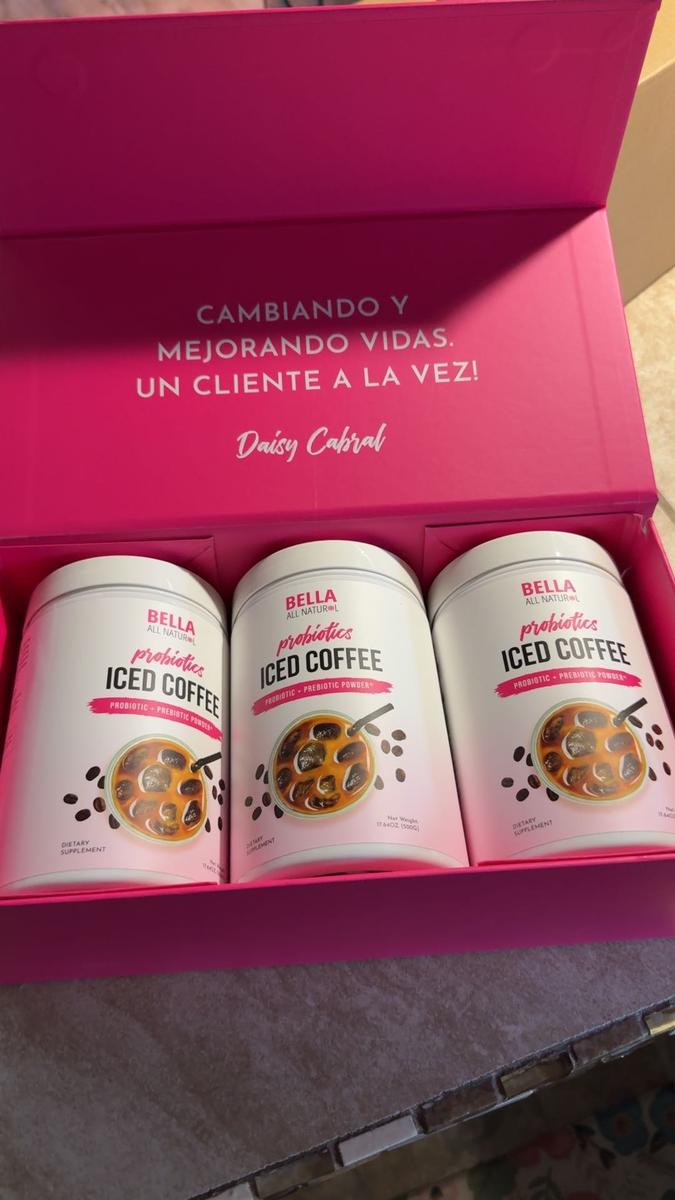 CAMBIANDO Y
MEJORANDO VIDAS.
UN CLIENTE A LA VEZ!
Daisy Cabral
BELLA
ALL NATURAL
probiotics
ICED COFFEE
PROBIOTIC + PREBIOTIC POWDER*
DIETARY
SUPPLEMENT
BELLA
ALL NATURAL
probiotics
ICED COFFEE
PROBIOTIC + PREBIOTIC POWDER*
DIETARY
SUPPLEMENT
Net Weight:
17.64OZ. (500G)
BELLA
ALL NATURAL
probiotics
ICED COFFEE
PROBIOTIC + PREBIOTIC POWDER*
DIETARY
SUPPLEMENT